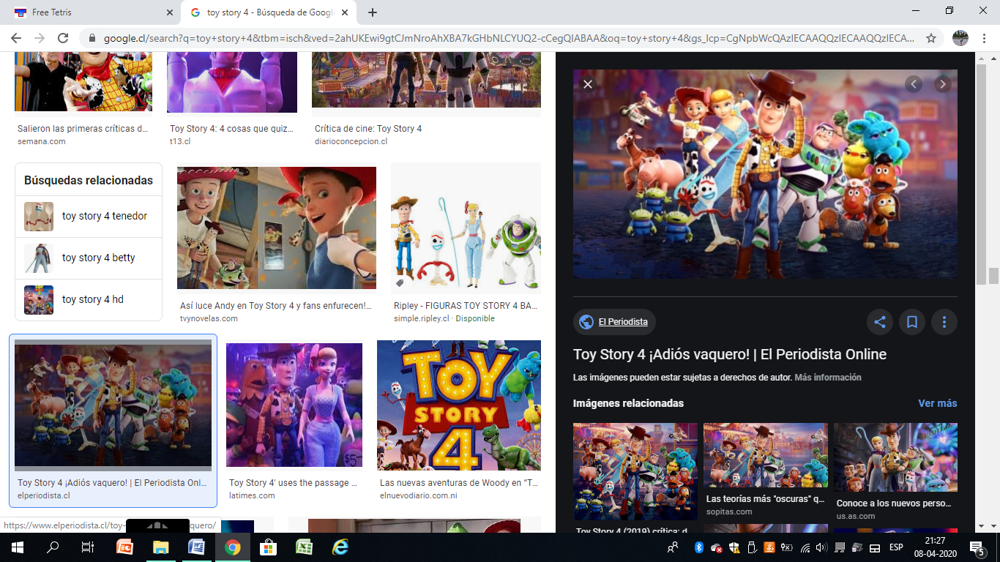 Free Tetris
toy story 4 - Búsqueda de Google
google.cl/search?q=toy+story+4&tbm=isch&ved=2ahUKEwi9gtCJmNroAhXBA7kGHbNLCYUQ2-cCegQIABAA&oq=toy+story+4&gs_lcp=CgNpbWcQAzIECAAQQzIECAAQQzIECA...
Salieron las primeras críticas d...
semana.com
Toy Story 4: 4 cosas que quiz...
t13.cl
Crítica de cine: Toy Story 4
diarioconcepcion.cl
Búsquedas relacionadas
toy story 4 tenedor
toy story 4 betty
toy story 4 hd
Así luce Andy en Toy Story 4 y fans enfurecen!...
tvynovelas.com
Ripley - FIGURAS TOY STORY 4 BA...
simple.ripley.cl · Disponible
Toy Story 4 ¡Adiós vaquero! | El Periodista Onl...
elperiodista.cl
$5
Toy Story 4' uses the passage ...
latimes.com
TOY
STORY
4
Las nuevas aventuras de Woody en “T...
elnuevodiario.com.ni
https://www.elperiodista.cl/toy-
quero/
El Periodista
Toy Story 4 ¡Adiós vaquero! | El Periodista Online
Las imágenes pueden estar sujetas a derechos de autor. Más información
Imágenes relacionadas
Ver más
Toy Story 4 (2019) crítica: d
Las teorías más "oscuras" q...
sopitas.com
Conoce a los nuevos perso...
us.as.com
ESP
21:27
08-04-2020
5